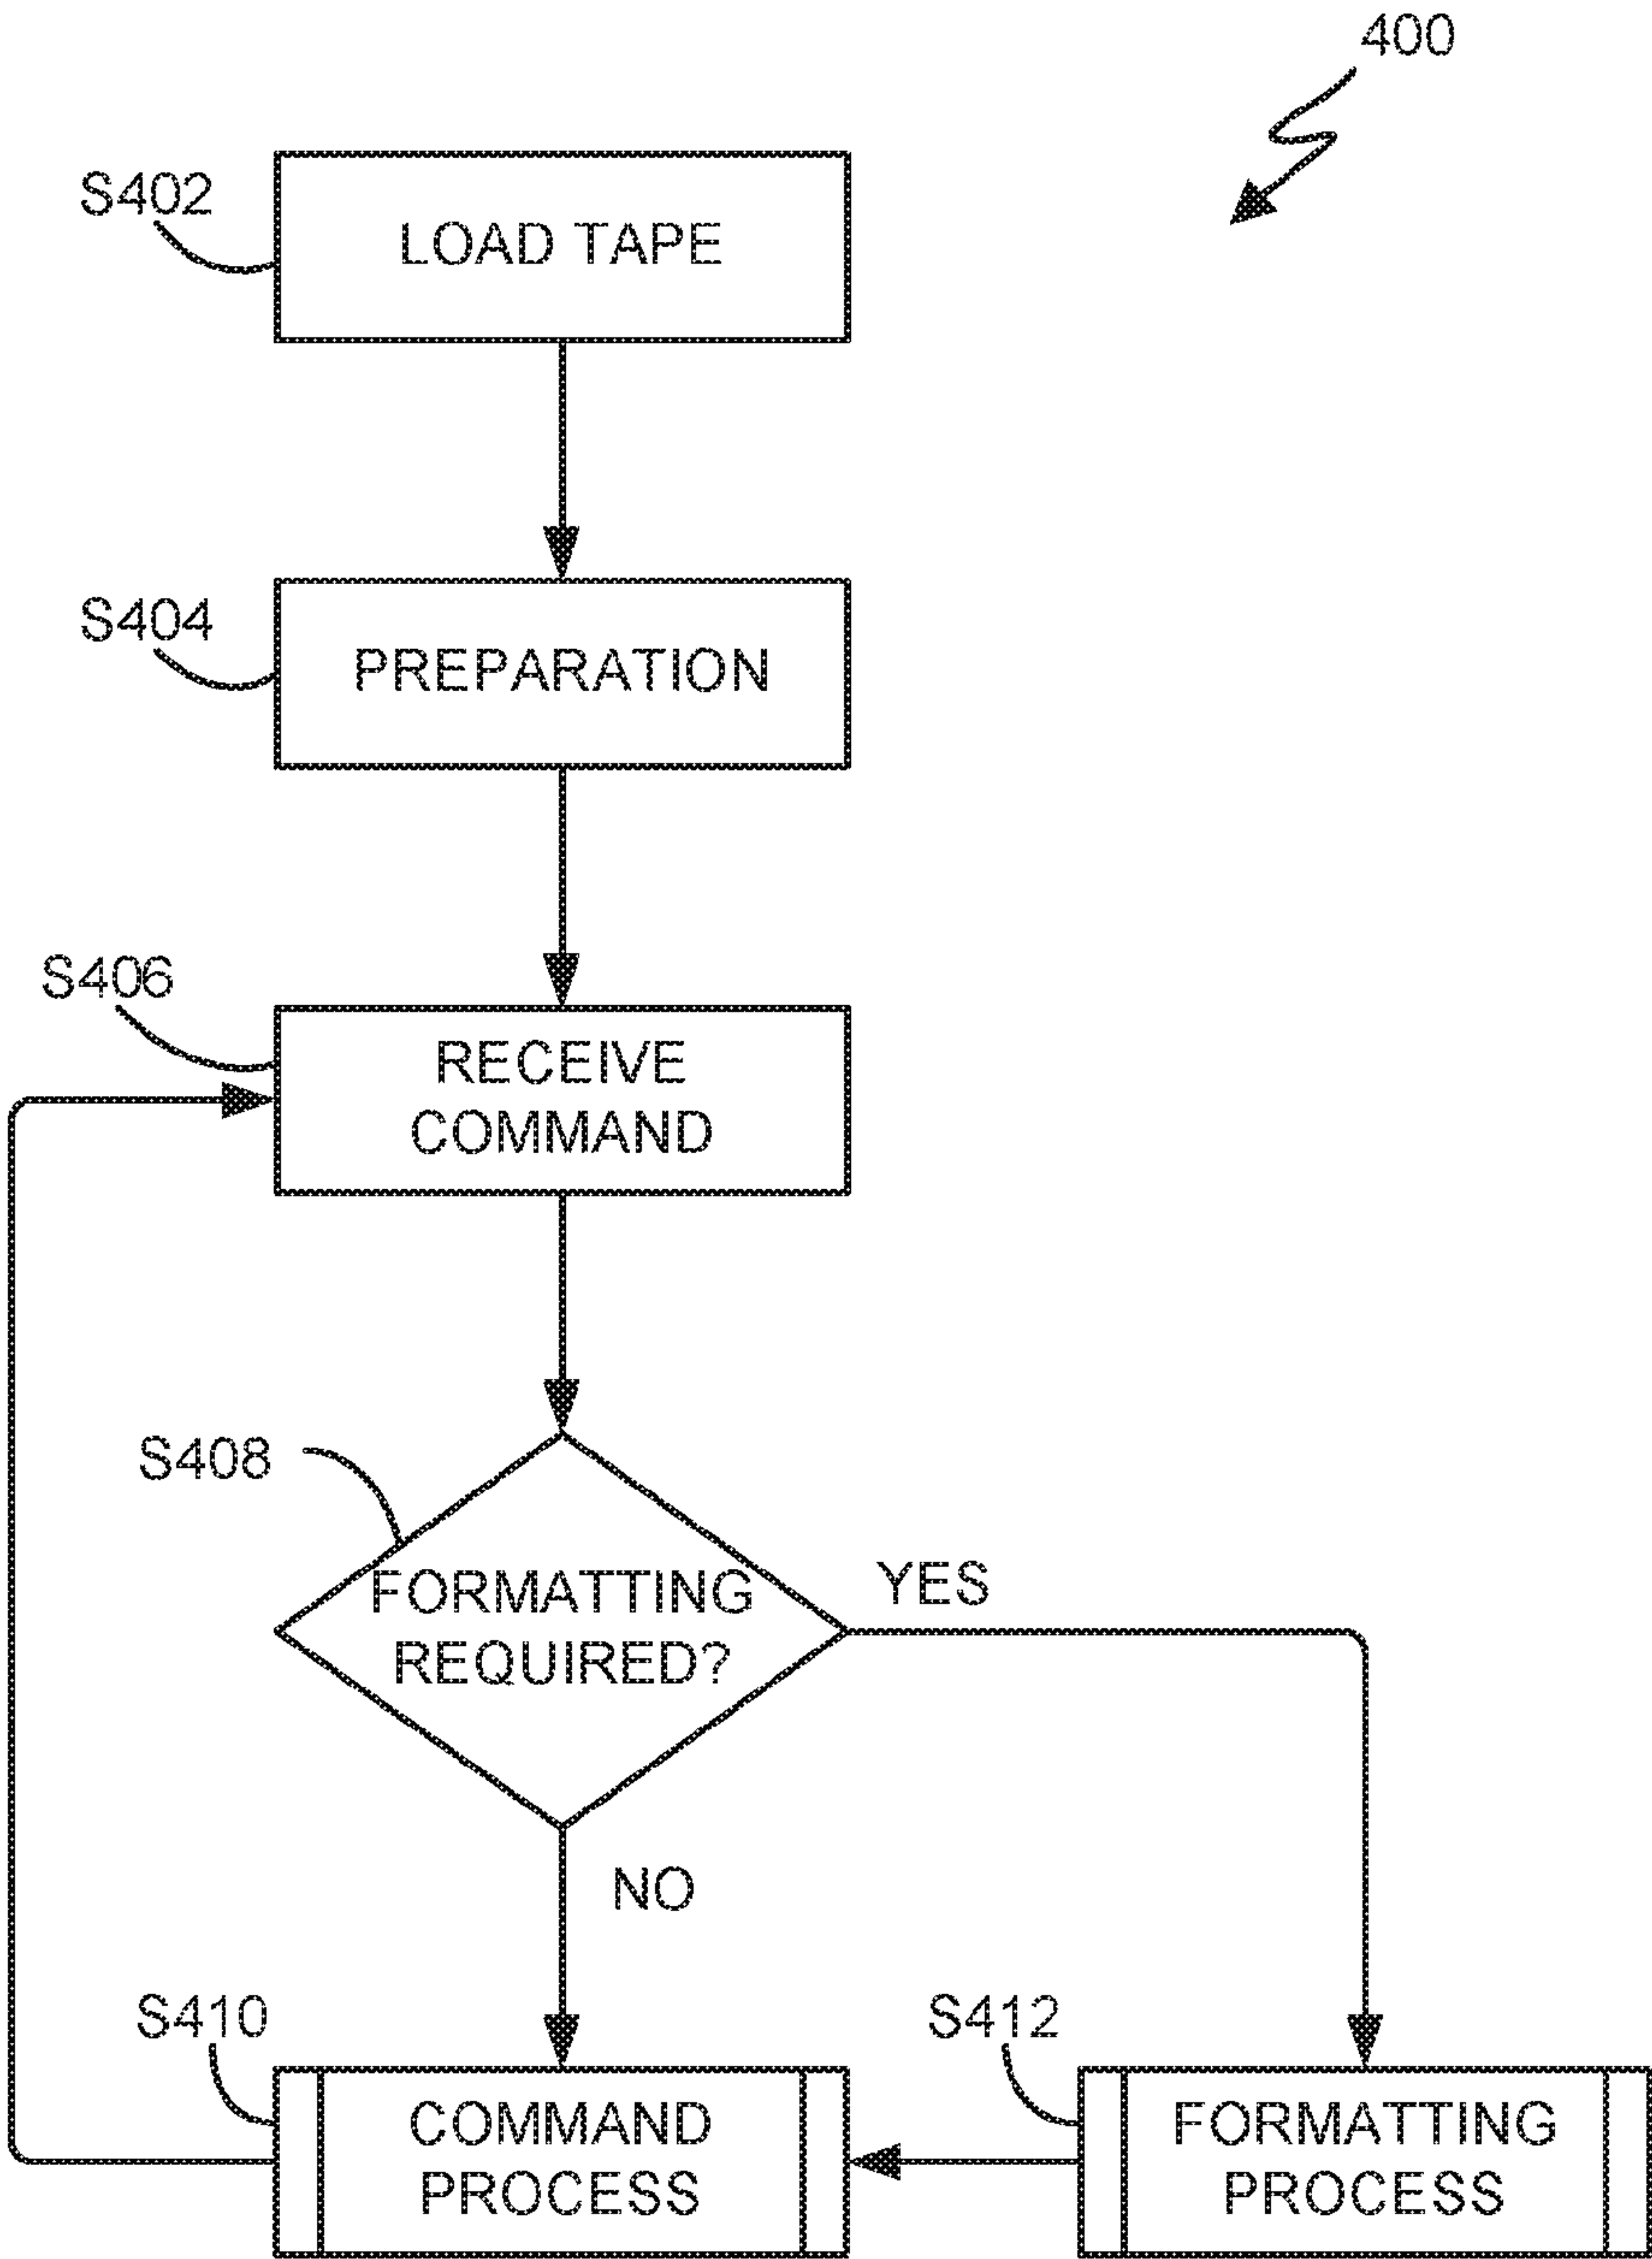 400
S402
LOAD TAPE
S404
PREPARATION
S406
RECEIVE
COMMAND
S408
FORMATTING
REQUIRED?
YES
NO
S410
COMMAND
PROCESS
S412
FORMATTING
PROCESS